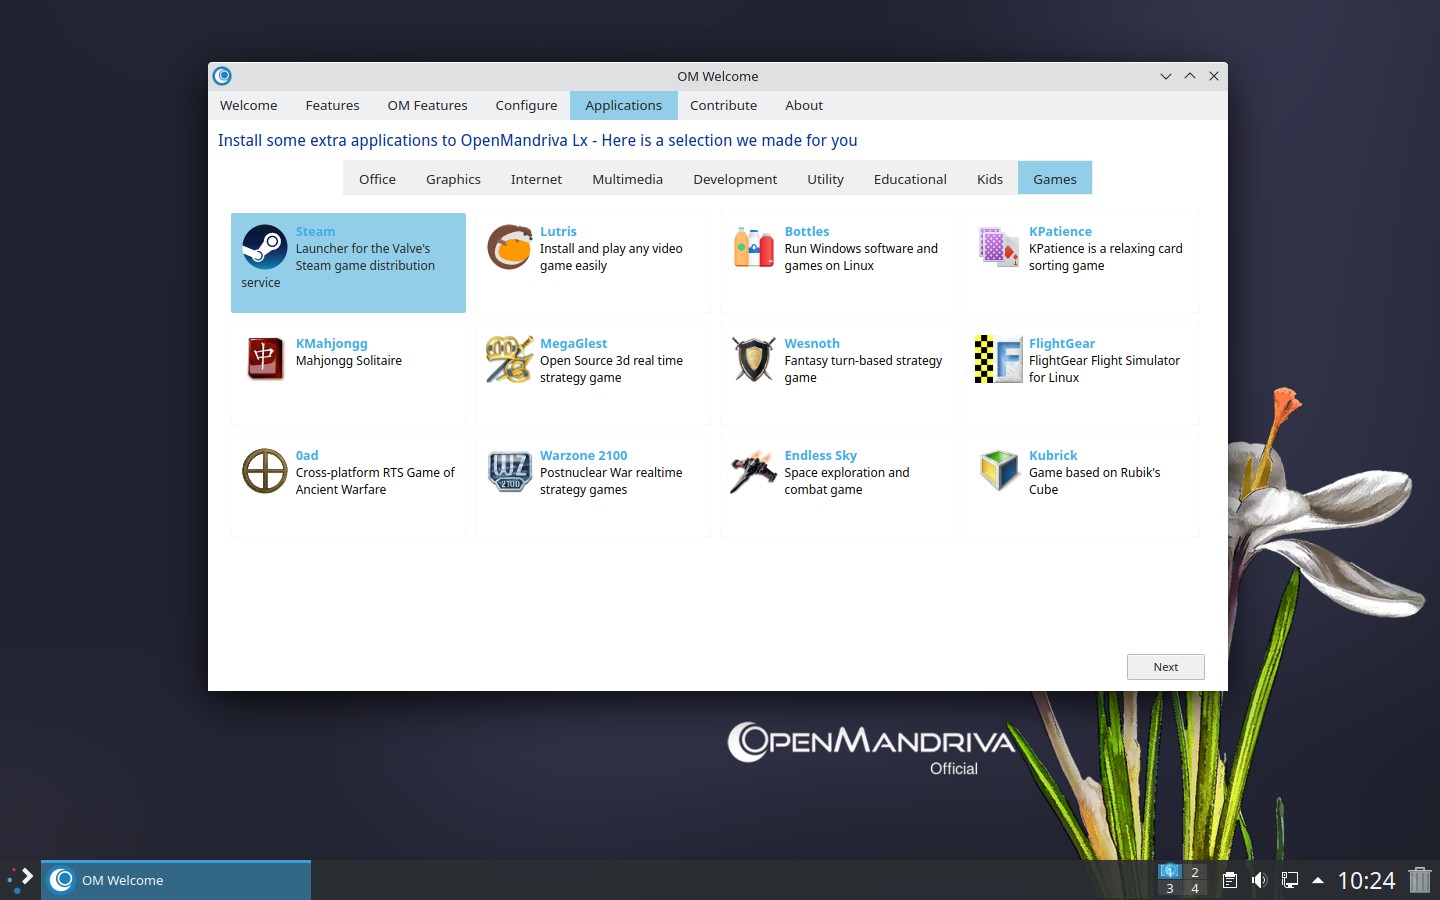 OM Welcome
Welcome Features OM Features Configure Applications Contribute About
Install some extra applications to OpenMandriva Lx - Here is a selection we made for you
Office Graphics Internet Multimedia Development Utility Educational Kids Games
Steam
Launcher for the Valve's
Steam game distribution
service
Lutris
Install and play any video
game easily
Bottles
Run Windows software and
games on Linux
KPatience
KPatience is a relaxing card
sorting game
中
KMahjongg
Mahjongg Solitaire
MegaGlest
Open Source 3d real time
strategy game
Wesnoth
Fantasy turn-based strategy
game
F
FlightGear
FlightGear Flight Simulator
for Linux
0ad
Cross-platform RTS Game of
Ancient Warfare
WZ
2100
Warzone 2100
Postnuclear War realtime
strategy games
Endless Sky
Space exploration and
combat game
Kubrick
Game based on Rubik's
Cube
Next
OPENMANDRIVA
Official
OM Welcome
1 2
3 4
10:24